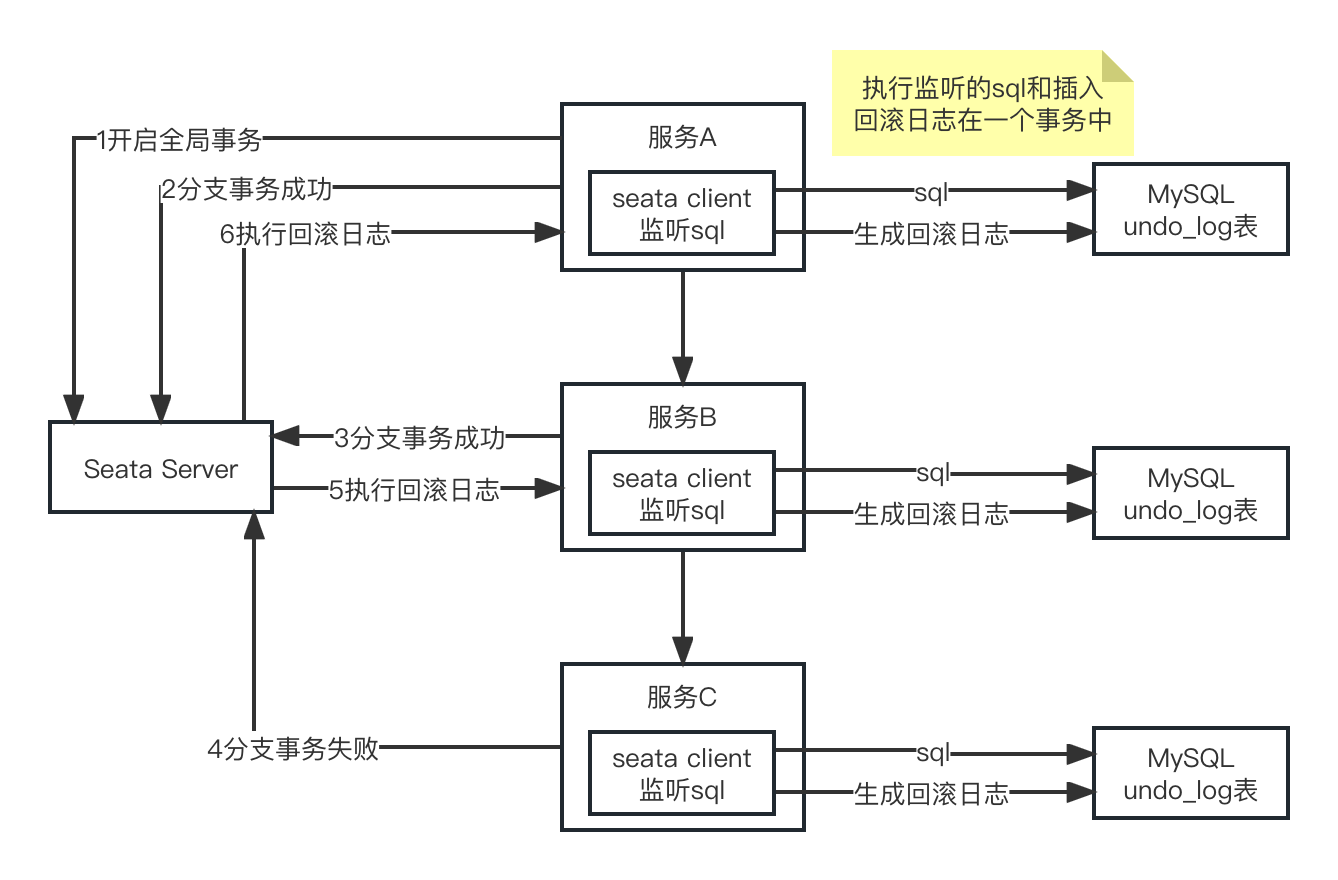 执行监听的sql和插入
回滚日志在一个事务中
1开启全局事务
服务A
2分支事务成功
seata client
监听sql
sql
MySQL
undo_log表
6执行回滚日志
生成回滚日志
服务B
3分支事务成功
Seata Server
seata client
监听sql
sql
MySQL
undo_log表
5执行回滚日志
生成回滚日志
服务C
4分支事务失败
seata client
监听sql
sql
MySQL
undo_log表
生成回滚日志